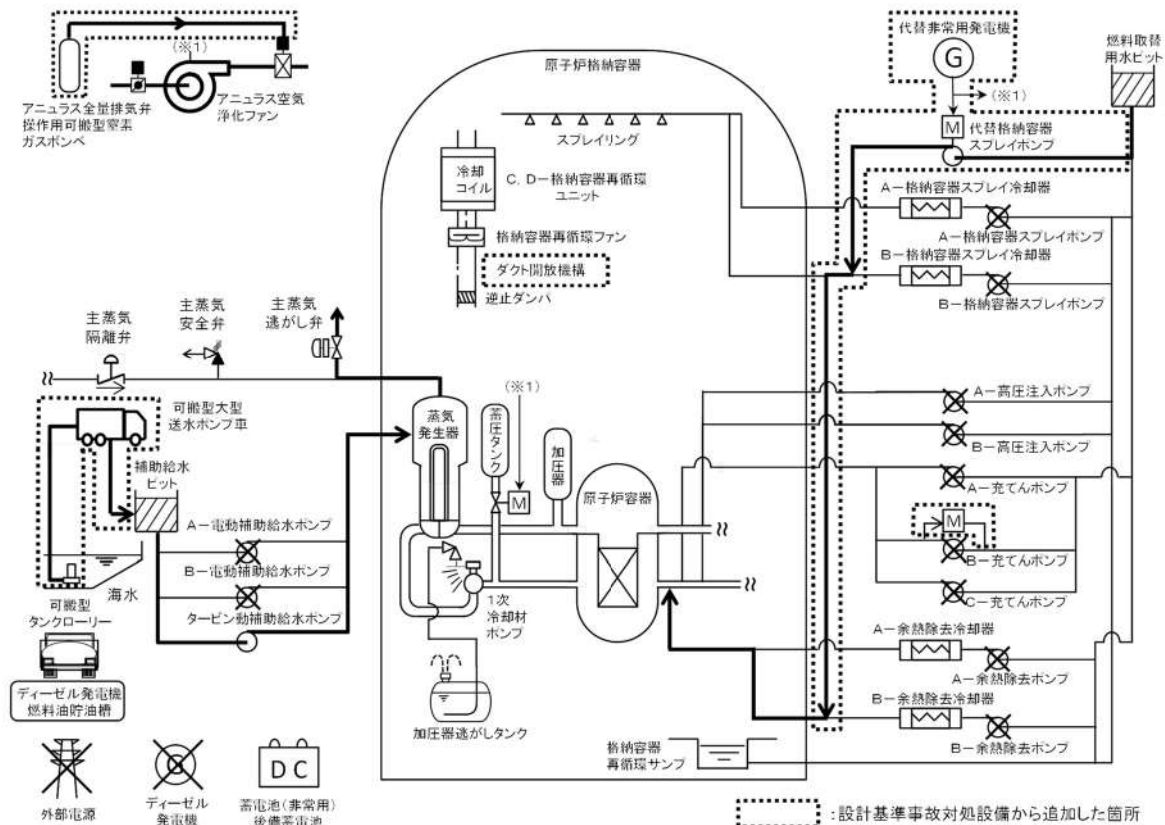 (※1)
アニュラス全量排気弁
操作用可搬型窒素
ガスボンベ
アニュラス空気
浄化ファン
原子炉格納容器
スプレイリング
冷却
コイル
C, D－格納容器再循環
ユニット
格納容器再循環ファン
ダクト開放機構
逆止ダンパ
代替非常用発電機
G
(※1)
M
代替格納容器
スプレイポンプ
燃料取替
用水ピット
A－格納容器スプレイ冷却器
A－格納容器スプレイポンプ
B－格納容器スプレイ冷却器
B－格納容器スプレイポンプ
主蒸気
隔離弁
主蒸気
安全弁
主蒸気
逃がし弁
可搬型大型
送水ポンプ車
補助給水
ピット
A－電動補助給水ポンプ
B－電動補助給水ポンプ
タービン動補助給水ポンプ
海水
可搬型
タンクローリー
ディーゼル発電機
燃料油貯油槽
蒸気
発生器
蓄圧タンク
(※1)
M
加圧器
原子炉容器
1次
冷却材
ポンプ
加圧器逃がしタンク
A－高圧注入ポンプ
B－高圧注入ポンプ
A－充てんポンプ
M
B－充てんポンプ
C－充てんポンプ
A－余熱除去冷却器
A－余熱除去ポンプ
B－余熱除去冷却器
B－余熱除去ポンプ
格納容器
再循環サンプ
外部電源
ディーゼル
発電機
DC
蓄電池(非常用)
後備蓄電池
：設計基準事故対処設備から追加した箇所